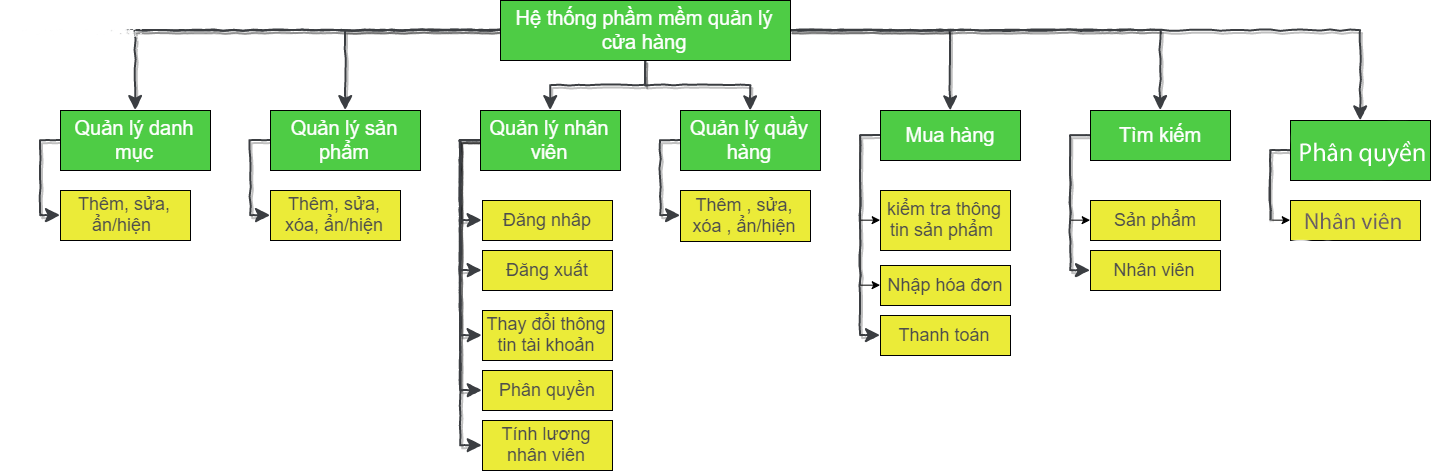 Hệ thống phầm mềm quản lý
cửa hàng
Quản lý danh
mục
Thêm, sửa,
ẩn/hiện
Quản lý sản
phẩm
Thêm, sửa,
xóa, ẩn/hiện
Quản lý nhân
viên
Đăng nhâp
Đăng xuất
Thay đổi thông
tin tài khoản
Phân quyền
Tính lương
nhân viên
Quản lý quầy
hàng
Thêm , sửa,
xóa , ẩn/hiện
Mua hàng
kiểm tra thông
tin sản phẩm
Nhập hóa đơn
Thanh toán
Tìm kiếm
Sản phẩm
Nhân viên
Phân quyền
Nhân viên